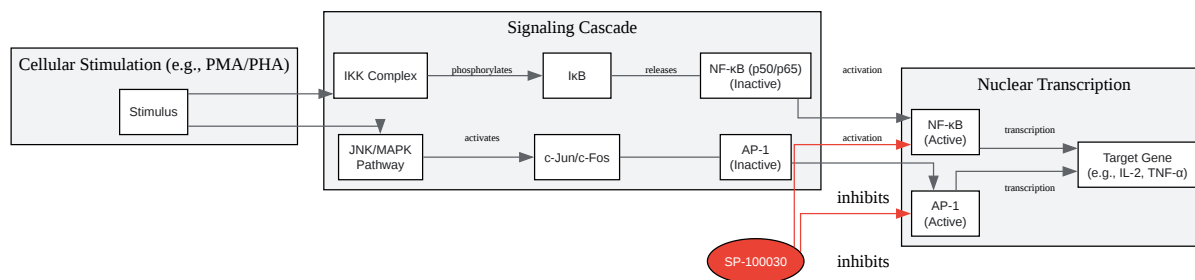 Signaling Cascade
Cellular Stimulation (e.g., PMA/PHA)
Stimulus
IKK Complex
phosphorylates
IκB
releases
NF-κB (p50/p65)
(Inactive)
activation
JNK/MAPK
Pathway
activates
c-Jun/c-Fos
AP-1
(Inactive)
activation
Nuclear Transcription
NF-κB
(Active)
transcription
Target Gene
(e.g., IL-2, TNF-α)
transcription
AP-1
(Active)
inhibits
SP-100030
inhibits